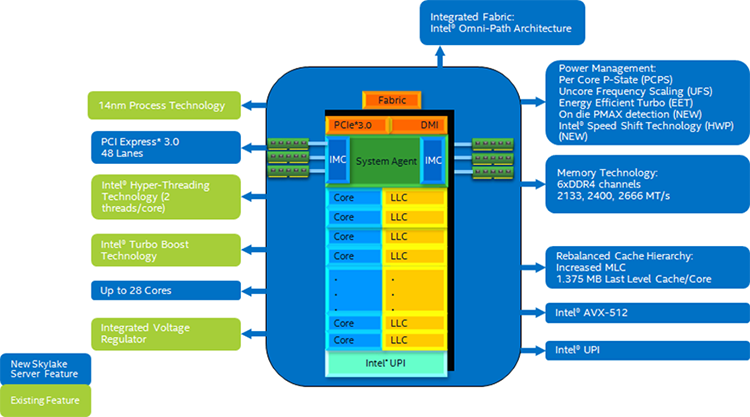 Integrated Fabric:
Intel® Omni-Path Architecture
14nm Process Technology
PCI Express* 3.0
48 Lanes
Intel® Hyper-Threading
Technology (2
threads/core)
Intel® Turbo Boost
Technology
Up to 28 Cores
Integrated Voltage
Regulator
New Skylake
Server Feature
Existing Feature
Fabric
PCIe*3.0 DMI
IMC System Agent IMC
Core LLC
Core LLC
Core LLC
Core LLC
. .
. .
. .
Core LLC
Core LLC
Intel® UPI
Power Management:
Per Core P-State (PCPS)
Uncore Frequency Scaling (UFS)
Energy Efficient Turbo (EET)
On die PMAX detection (NEW)
Intel® Speed Shift Technology (HWP)
(NEW)
Memory Technology:
6xDDR4 channels
2133, 2400, 2666 MT/s
Rebalanced Cache Hierarchy:
Increased MLC
1.375 MB Last Level Cache/Core
Intel® AVX-512
Intel® UPI